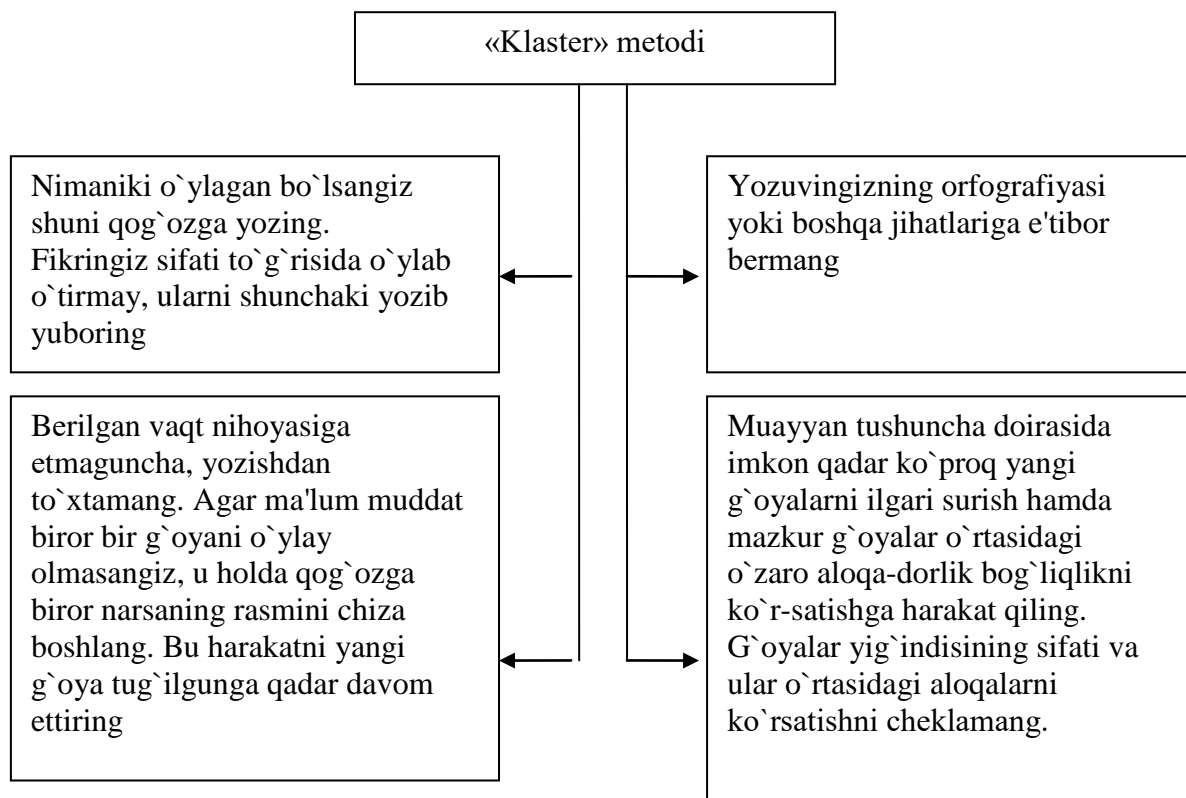 «Klaster» metodi
Nimaniki o`ylagan bo`lsangiz
shuni qog`ozga yozing.
Fikringiz sifati to`g`risida o`ylab
o`tirmay, ularni shunchaki yozib
yuboring
Yozuvingizning orfografiyasi
yoki boshqa jihatlariga e'tibor
bermang
Berilgan vaqt nihoyasiga
etmaguncha, yozishdan
to`xtamang. Agar ma'lum muddat
biror bir g`oyani o`ylay
olmasangiz, u holda qog`ozga
biror narsaning rasmini chiza
boshlang. Bu harakatni yangi
g`oya tug`ilgunga qadar davom
ettiring
Muayyan tushuncha doirasida
imkon qadar ko`proq yangi
g`oyalarni ilgari surish hamda
mazkur g`oyalar o`rtasidagi
o`zaro aloqa-dorlik bog`liqlikni
ko`r-satishga harakat qiling.
G`oyalar yig`indisining sifati va
ular o`rtasidagi aloqalarni
ko`rsatishni cheklamang.